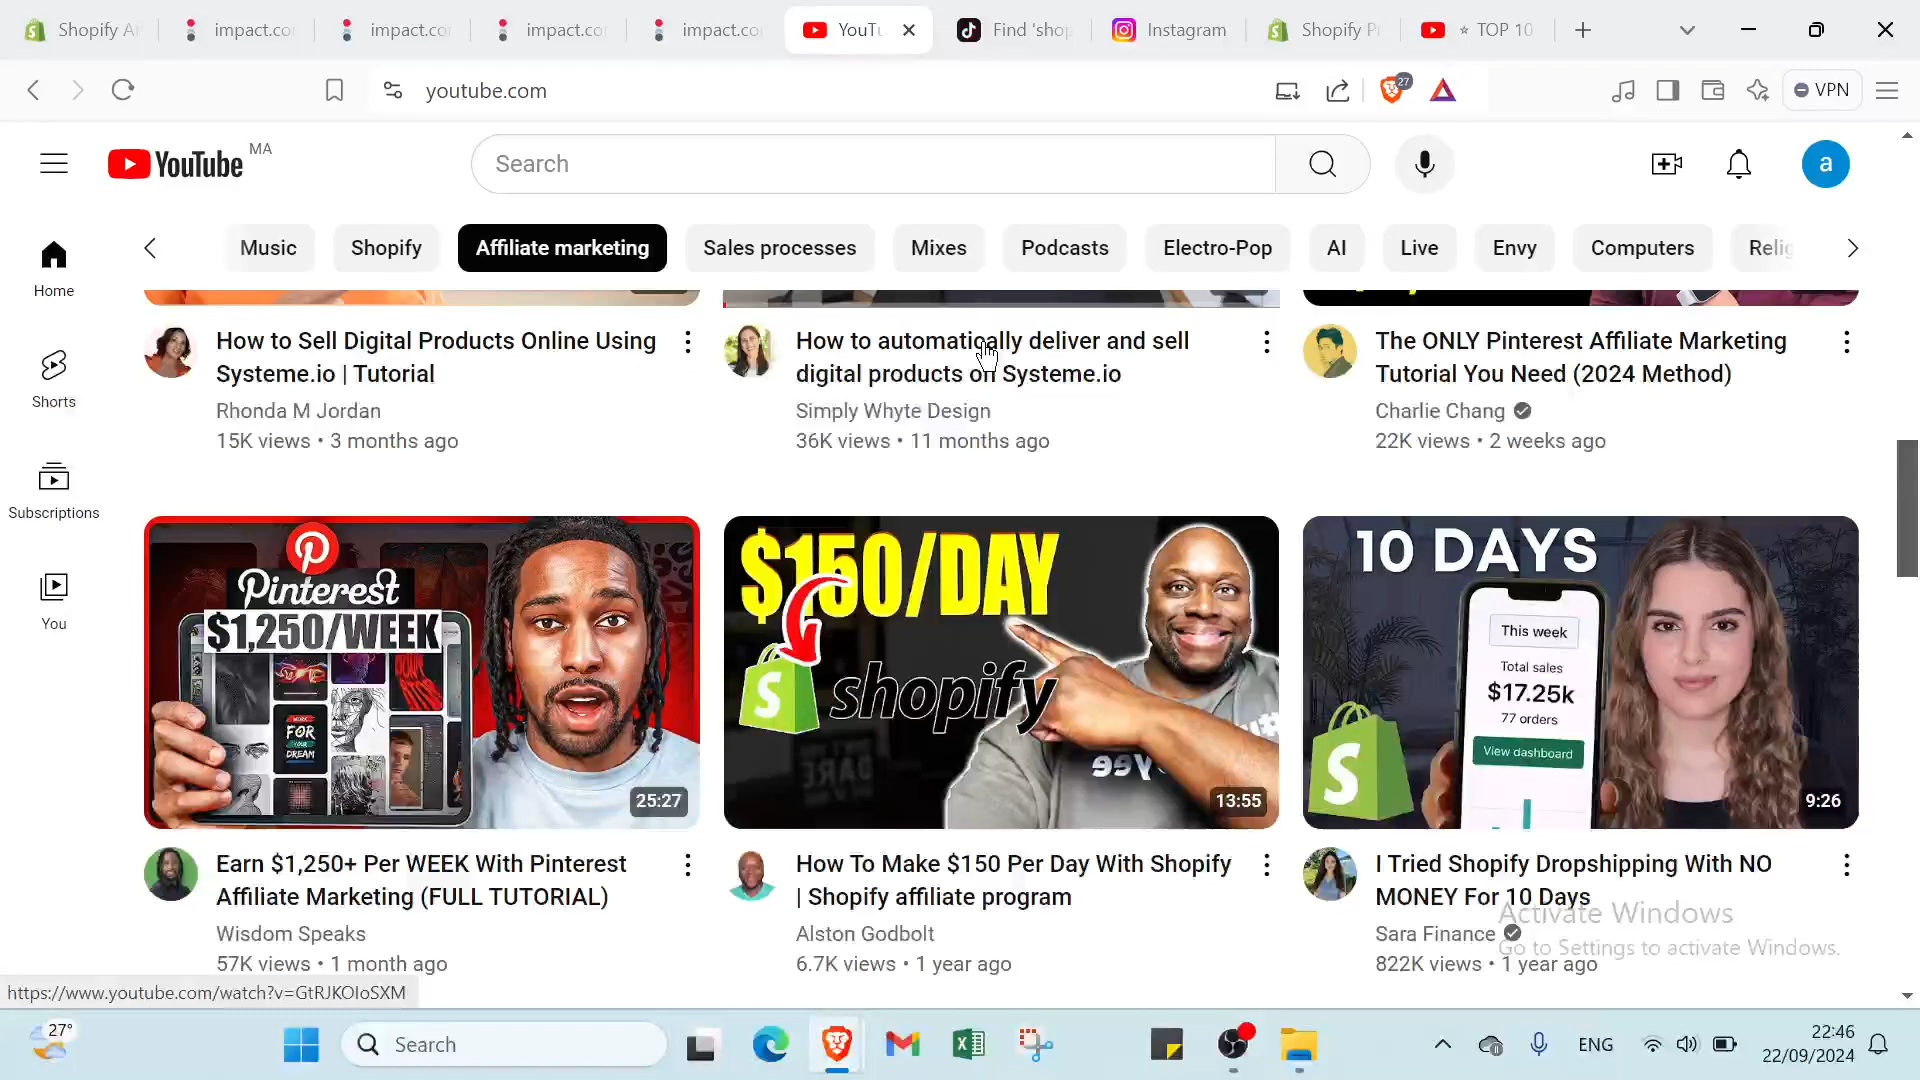 Shopify Af
impact.co
impact.co
impact.co
impact.co
YouTu
Find 'shop
Instagram
Shopify P
⭐ TOP 10
youtube.com
27
VPN
YouTube MA
Search
a
Music
Shopify
Affiliate marketing
Sales processes
Mixes
Podcasts
Electro-Pop
AI
Live
Envy
Computers
Relig
Home
Shorts
Subscriptions
You
How to Sell Digital Products Online Using
Systeme.io | Tutorial
Rhonda M Jordan
15K views • 3 months ago
How to automatically deliver and sell
digital products on Systeme.io
Simply Whyte Design
36K views • 11 months ago
The ONLY Pinterest Affiliate Marketing
Tutorial You Need (2024 Method)
Charlie Chang
22K views • 2 weeks ago
Pinterest
$1,250/WEEK
WORK
FOR
YOUR
DREAM
25:27
$150/DAY
shopify
13:55
10 DAYS
This week
Total sales
$17.25k
77 orders
View dashboard
9:26
Earn $1,250+ Per WEEK With Pinterest
Affiliate Marketing (FULL TUTORIAL)
Wisdom Speaks
57K views • 1 month ago
How To Make $150 Per Day With Shopify
| Shopify affiliate program
Alston Godbolt
6.7K views • 1 year ago
I Tried Shopify Dropshipping With NO
MONEY For 10 Days
Sara Finance
822K views • 1 year ago
Activate Windows
Go to Settings to activate Windows.
https://www.youtube.com/watch?v=GtRJKOIoSXM
27°
Search
ENG
22:46
22/09/2024